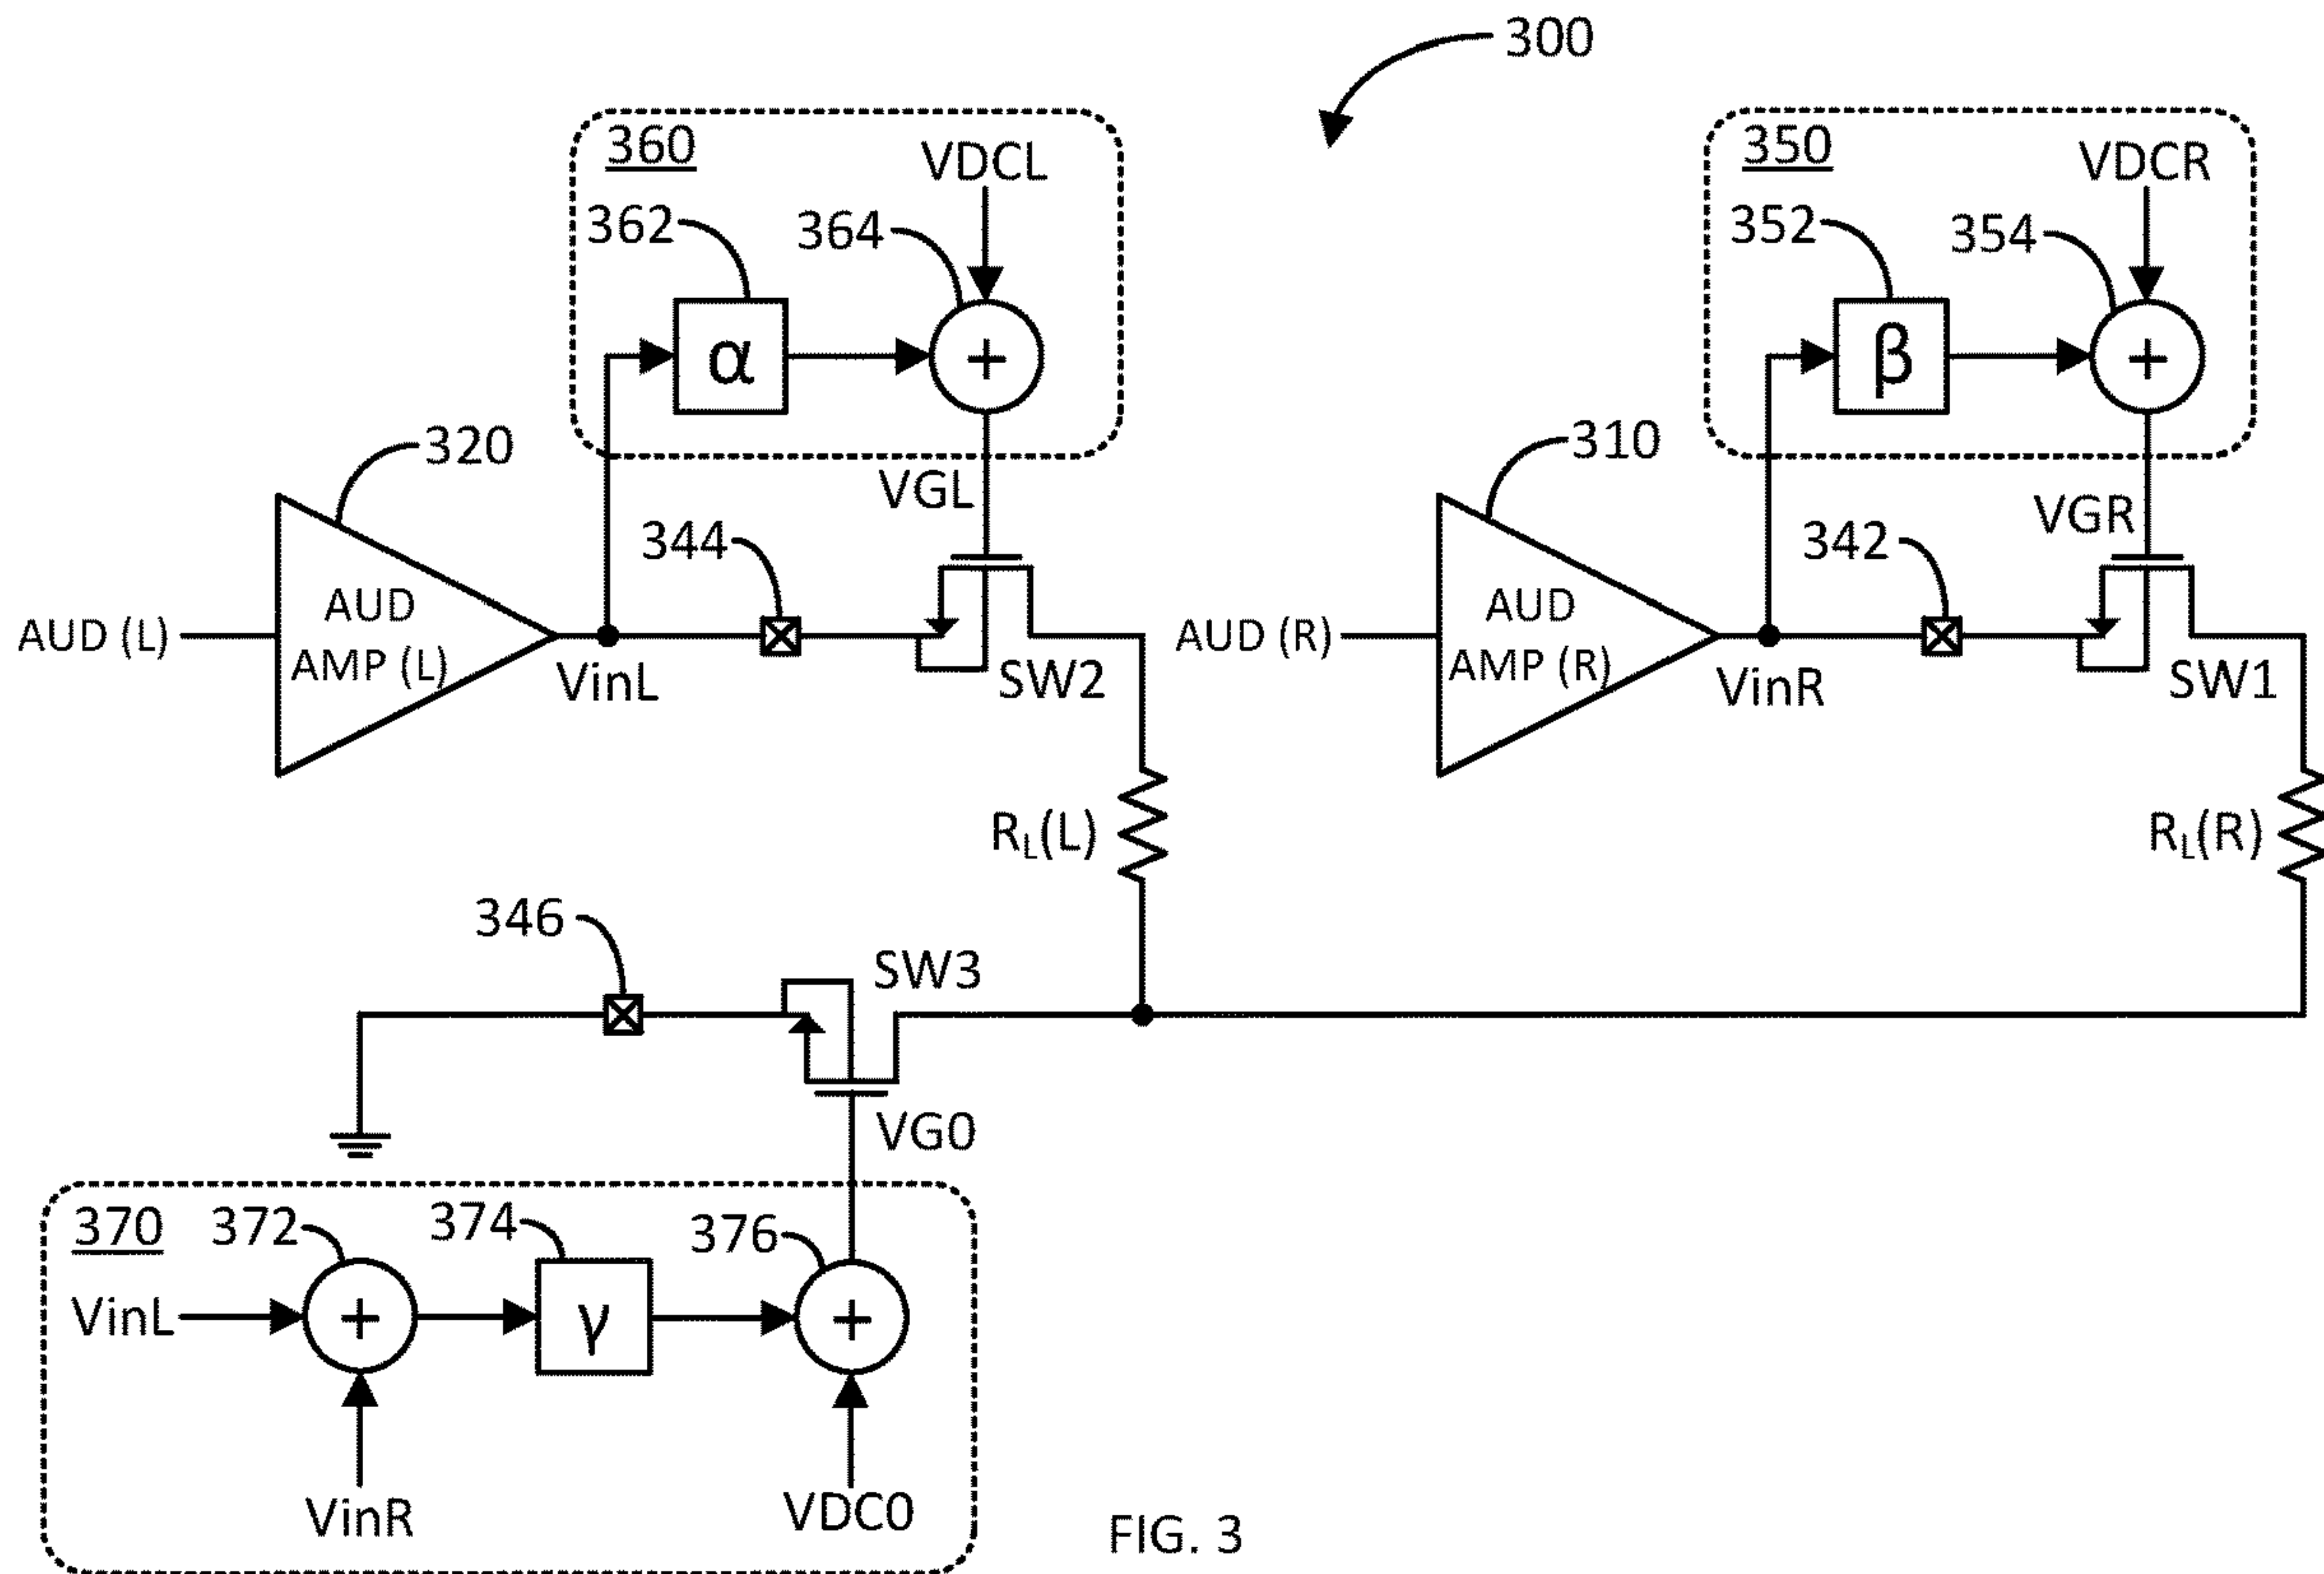 300
360
VDCL
350
VDCR
362
364
352
354
α
+
β
+
320
310
VGL
VGR
344
342
AUD (L)
AUD
AMP (L)
VinL
SW2
AUD (R)
AUD
AMP (R)
VinR
SW1
RL(L)
RL(R)
346
SW3
VG0
370
372
374
376
VinL
+
γ
+
VinR
VDC0
FIG. 3